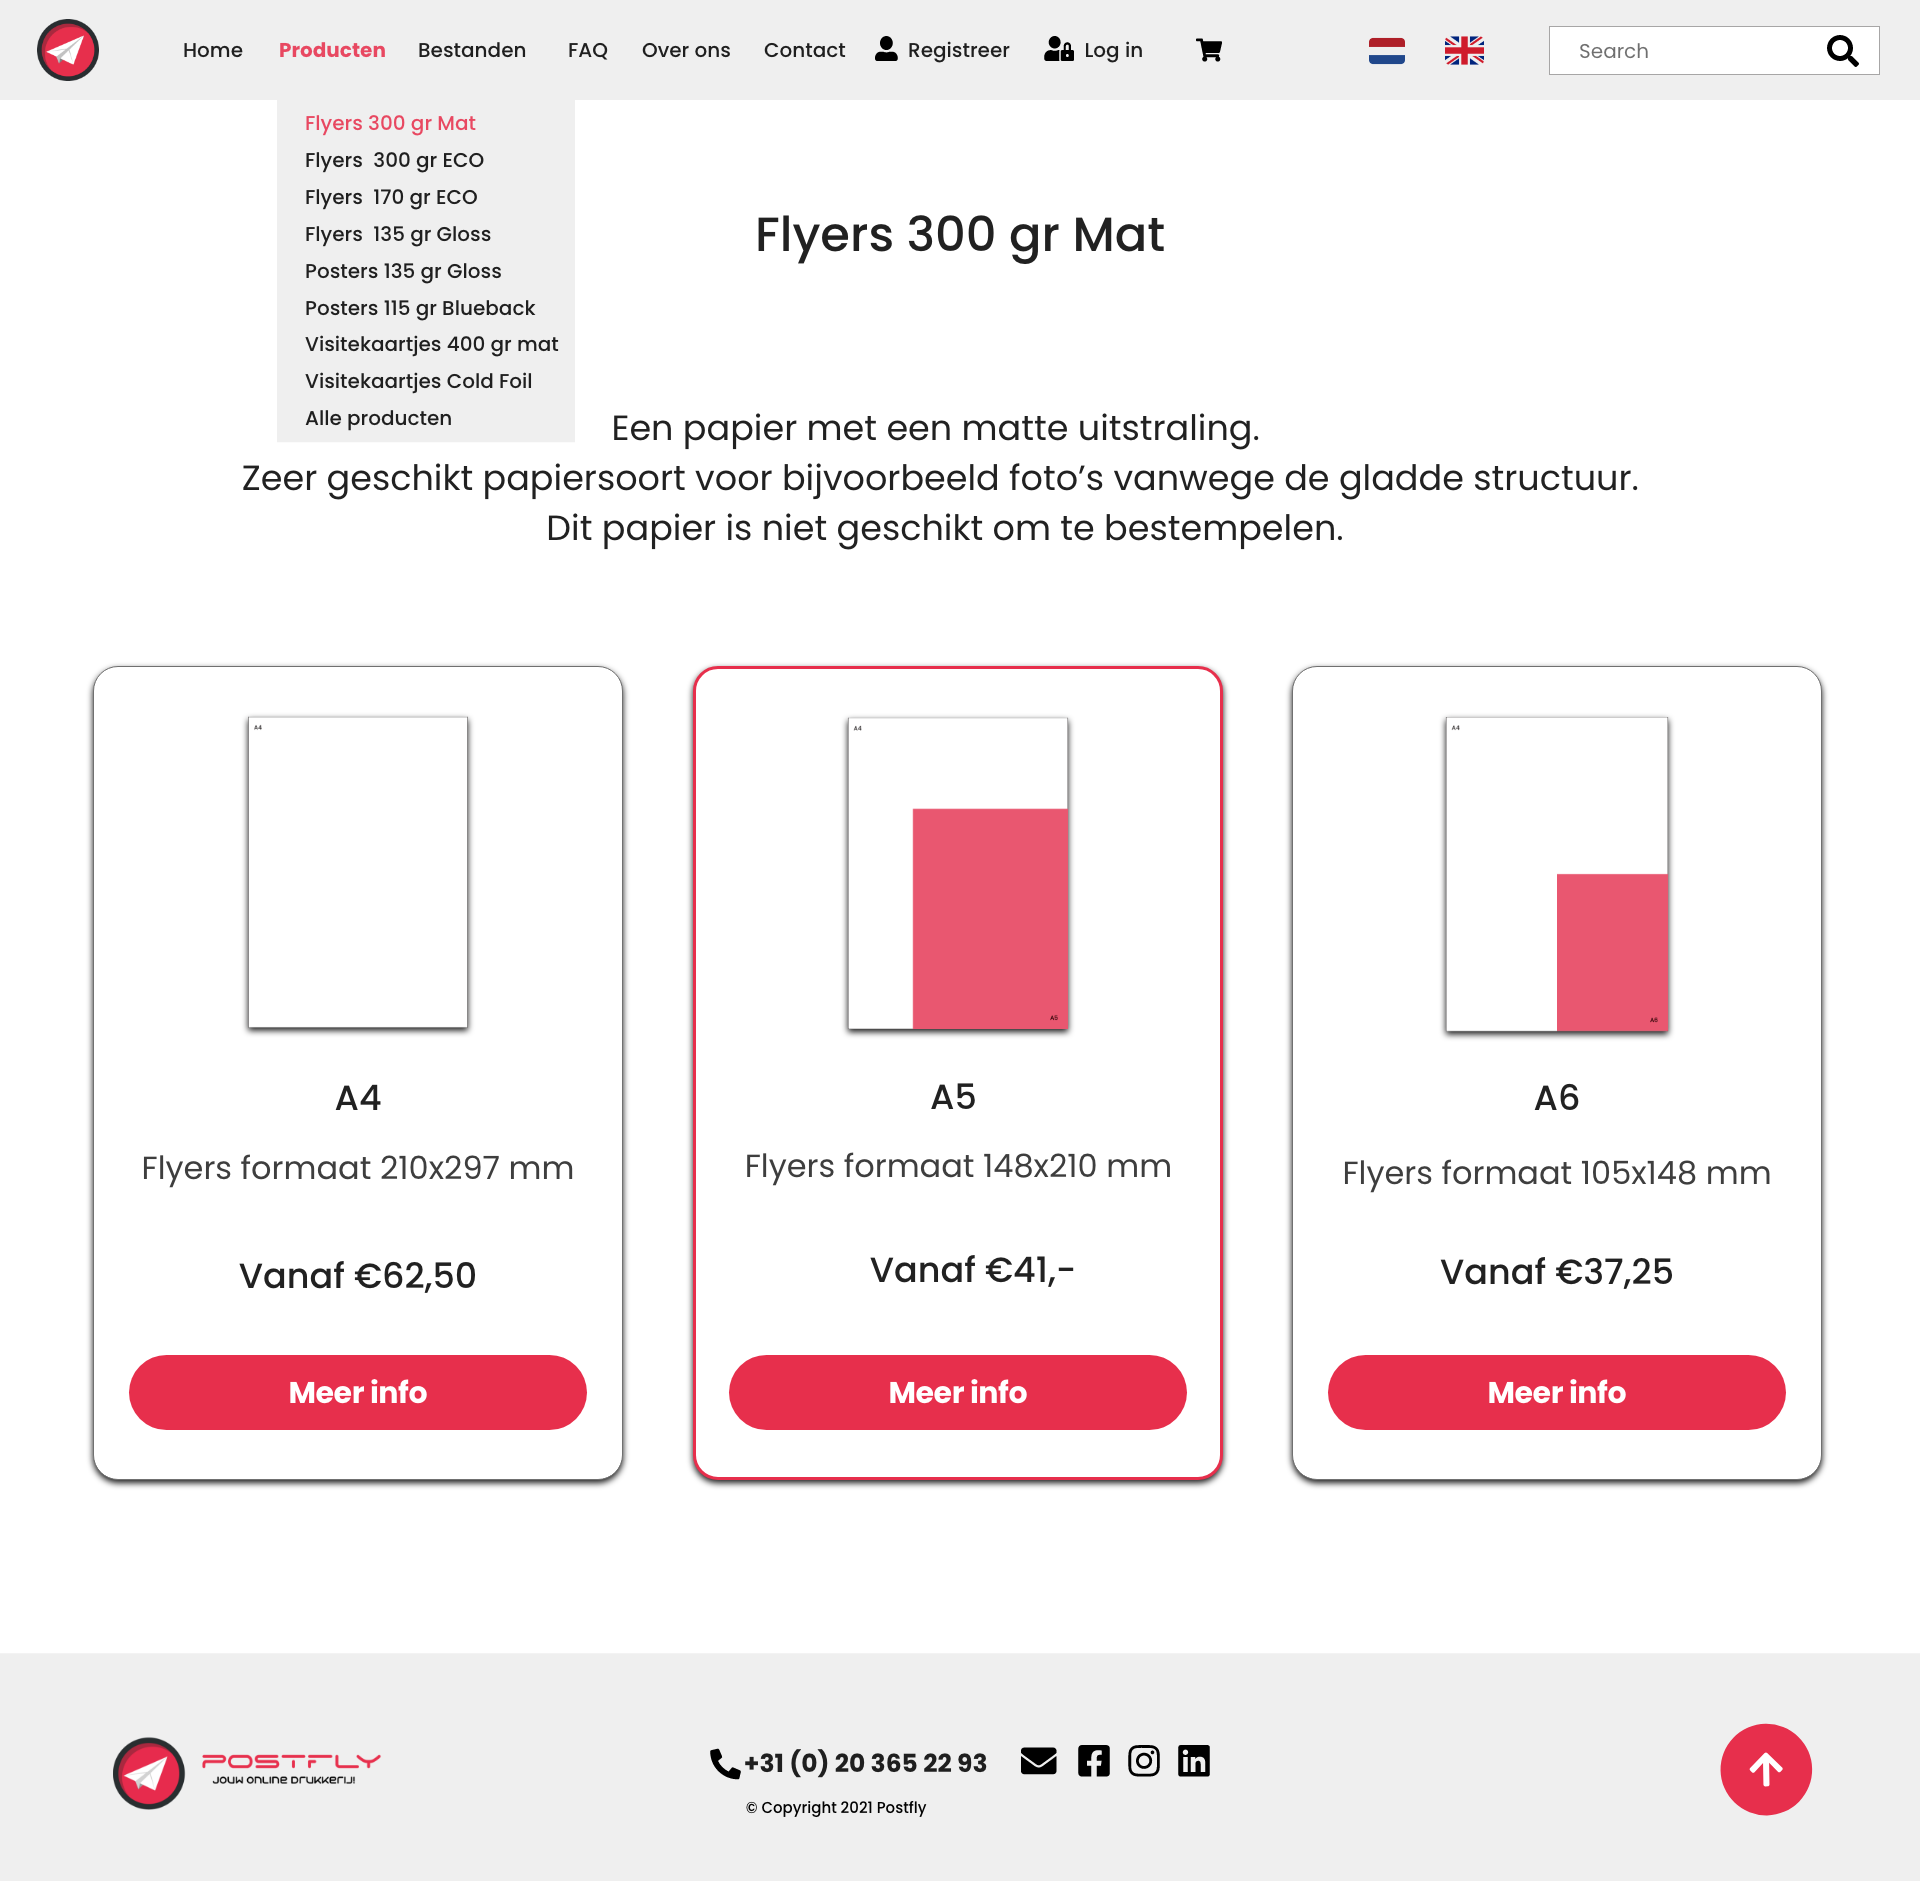 Home Producten Bestanden FAQ Over ons Contact Registreer Log in Search
Flyers 300 gr Mat
Flyers 300 gr ECO
Flyers 170 gr ECO
Flyers 135 gr Gloss
Posters 135 gr Gloss
Posters 115 gr Blueback
Visitekaartjes 400 gr mat
Visitekaartjes Cold Foil
Alle producten
Flyers 300 gr Mat
Een papier met een matte uitstraling.
Zeer geschikt papiersoort voor bijvoorbeeld foto’s vanwege de gladde structuur.
Dit papier is niet geschikt om te bestempelen.
A4
A4
Flyers formaat 210x297 mm
Vanaf €62,50
Meer info
A4
A5
A5
Flyers formaat 148x210 mm
Vanaf €41,-
Meer info
A4
A6
A6
Flyers formaat 105x148 mm
Vanaf €37,25
Meer info
POSTFLY
Jouw online drukkerij!
+31 (0) 20 365 22 93
© Copyright 2021 Postfly